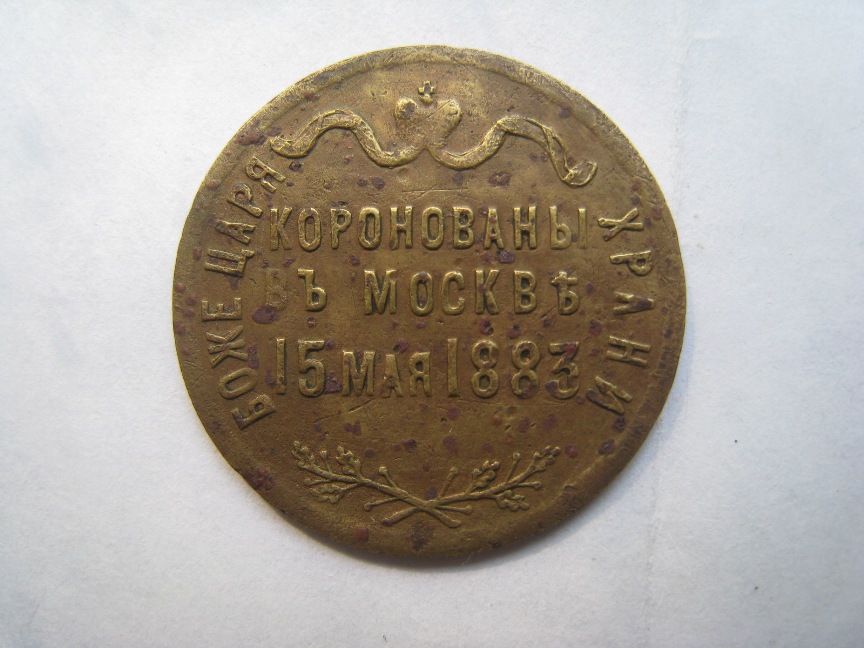 БОЖЕ ЦАРЯ ХРАНИ
КОРОНОВАНЫ
ВЪ МОСКВѢ
15 МАЯ 1883